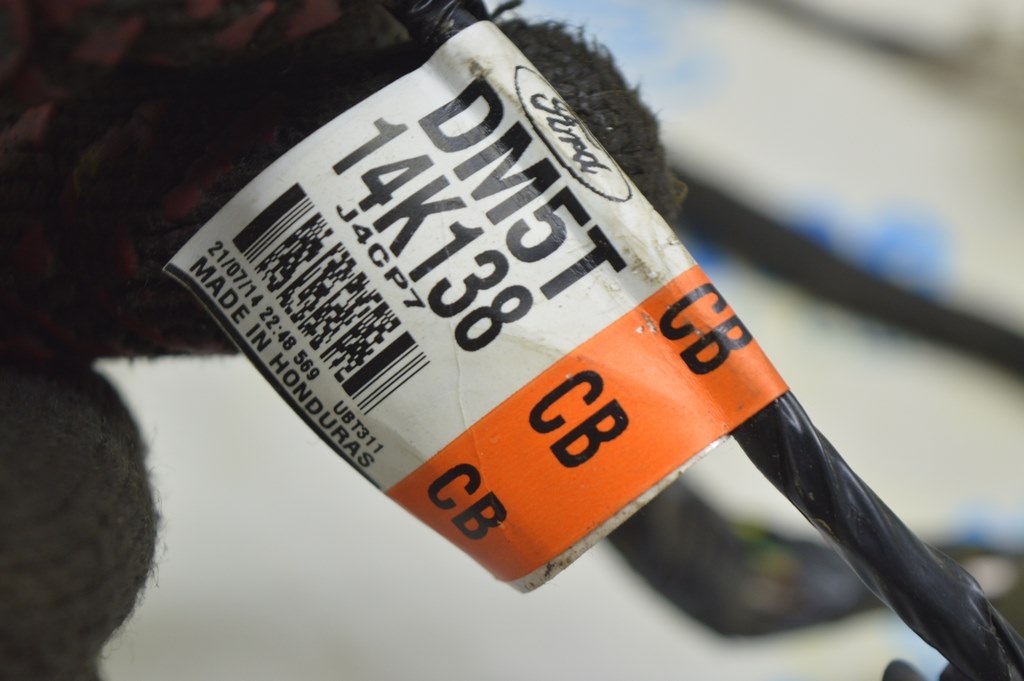 Ford
DM5T
14K138
J4CP7
21/07/14 22:48 569 UBT311
MADE IN HONDURAS
CB
CB
CB